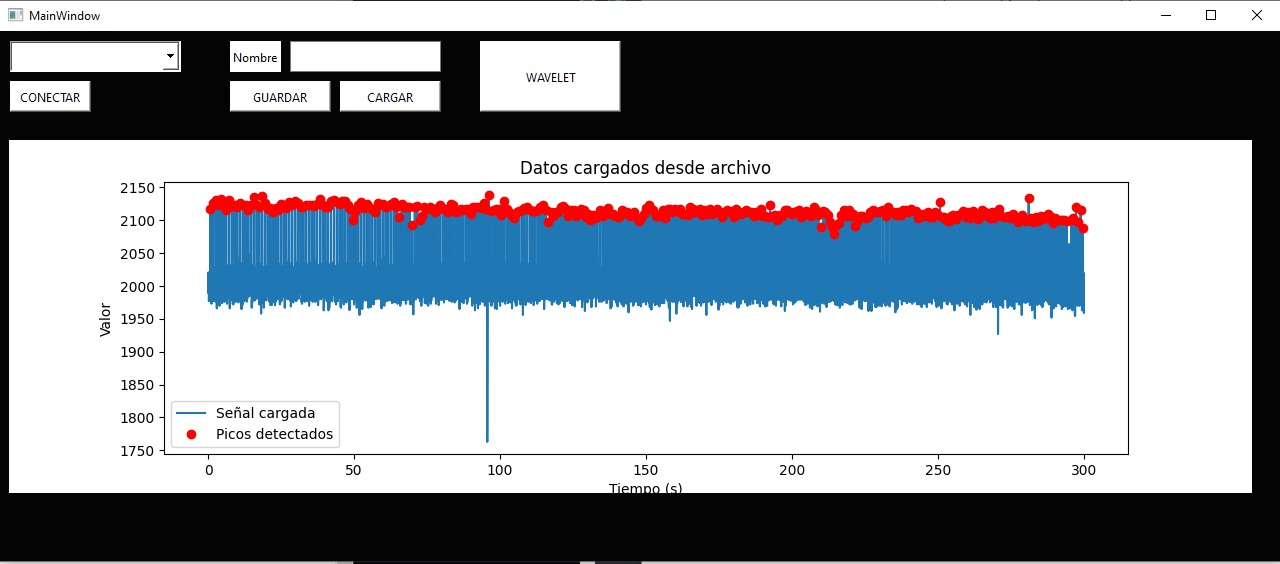 MainWindow
Nombre
CONECTAR
GUARDAR
CARGAR
WAVELET
Datos cargados desde archivo
2150
2100
2050
2000
1950
1900
1850
1800
1750
Valor
Señal cargada
Picos detectados
0
50
100
150
200
250
300
Tiempo (s)